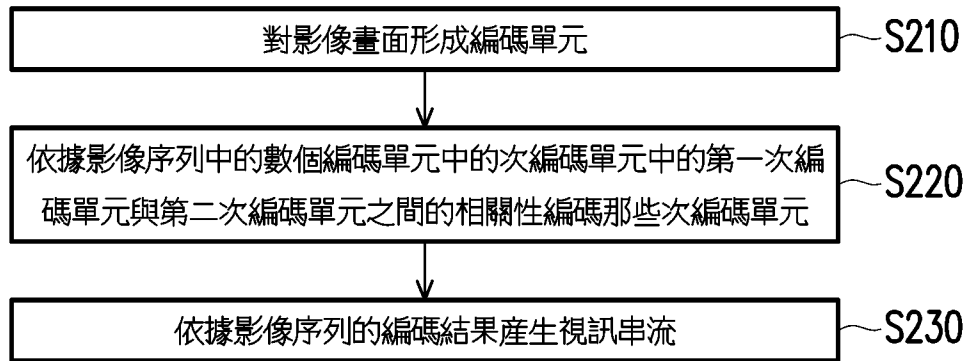 對影像畫面形成編碼單元
S210
依據影像序列中的數個編碼單元中的次編碼單元中的第一次編
碼單元與第二次編碼單元之間的相關性編碼那些次編碼單元
S220
依據影像序列的編碼結果產生視訊串流
S230